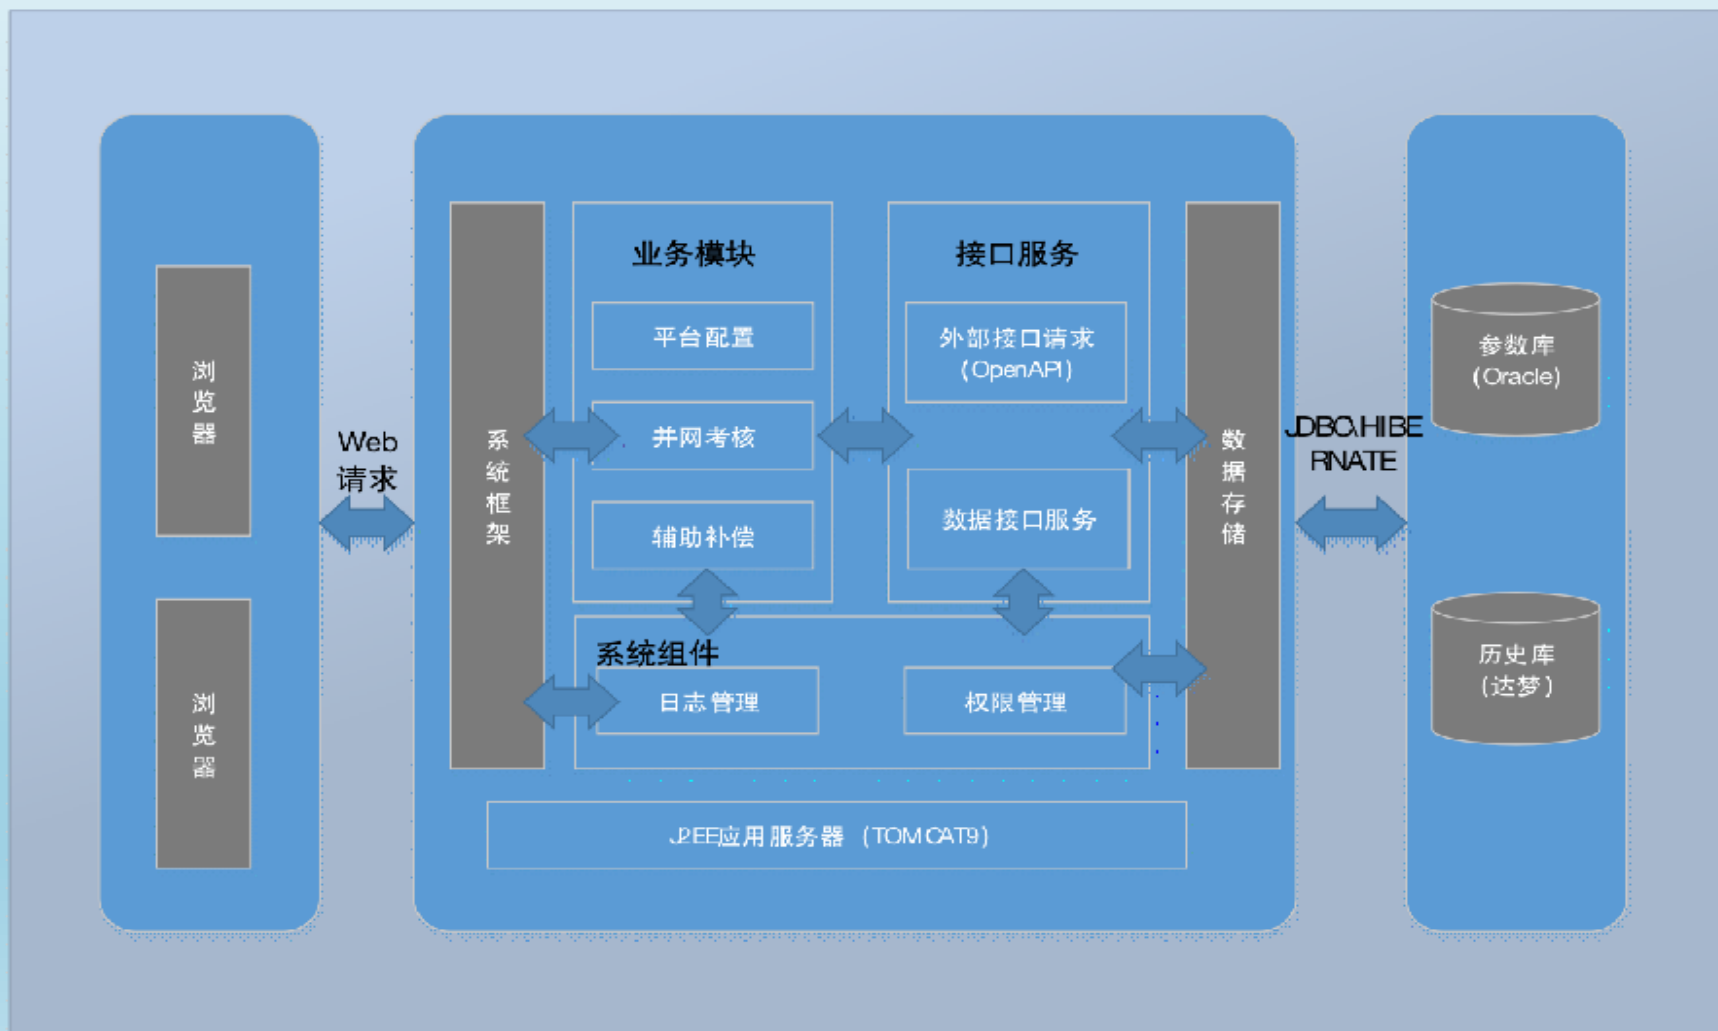 浏览器
浏览器
Web
请求
系统框架
业务模块
平台配置
并网考核
辅助补偿
接口服务
外部接口请求
(OpenAPI)
数据接口服务
系统组件
日志管理
权限管理
数据存储
J2EE应用服务器（TOMCAT9）
JDBC\HIBE
RNATE
参数库
(Oracle)
历史库
(达梦)